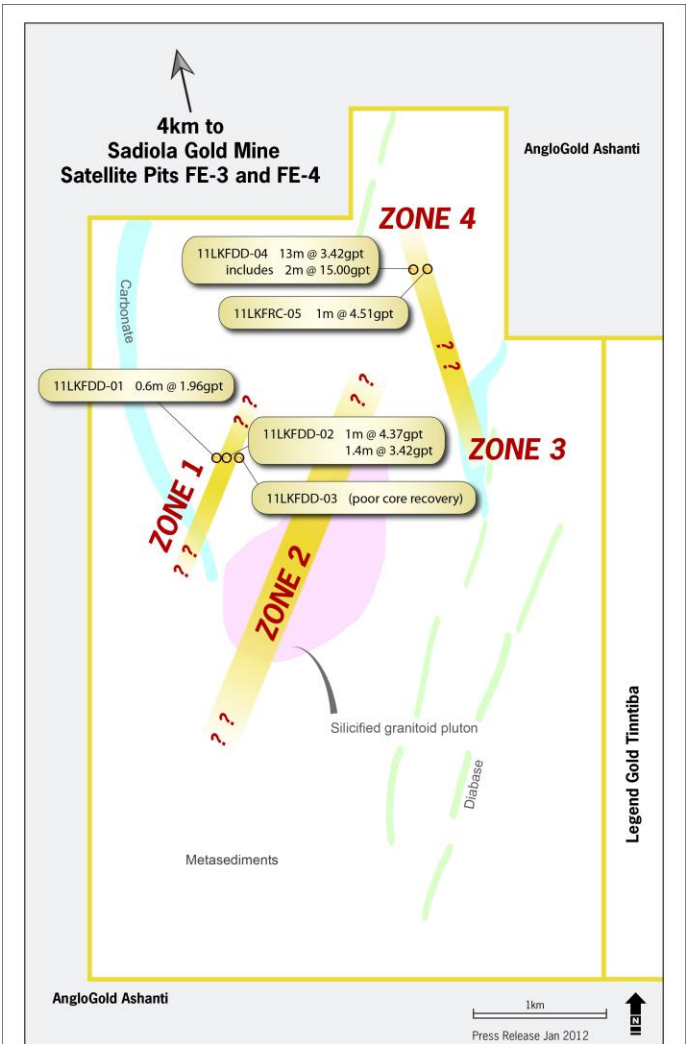 4km to
Sadiola Gold Mine
Satellite Pits FE-3 and FE-4
AngloGold Ashanti
ZONE 4
11LKFDD-04 13m @ 3.42gpt
includes 2m @ 15.00gpt
Carbonate
11LKFRC-05 1m @ 4.51gpt
? ?
11LKFDD-01 0.6m @ 1.96gpt
? ?
? ?
11LKFDD-02 1m @ 4.37gpt
1.4m @ 3.42gpt
ZONE 3
ZONE 1
11LKFDD-03 (poor core recovery)
? ?
ZONE 2
? ?
Silicified granitoid pluton
Diabase
Legend Gold Tinntiba
Metasediments
AngloGold Ashanti
1km
N
Press Release Jan 2012